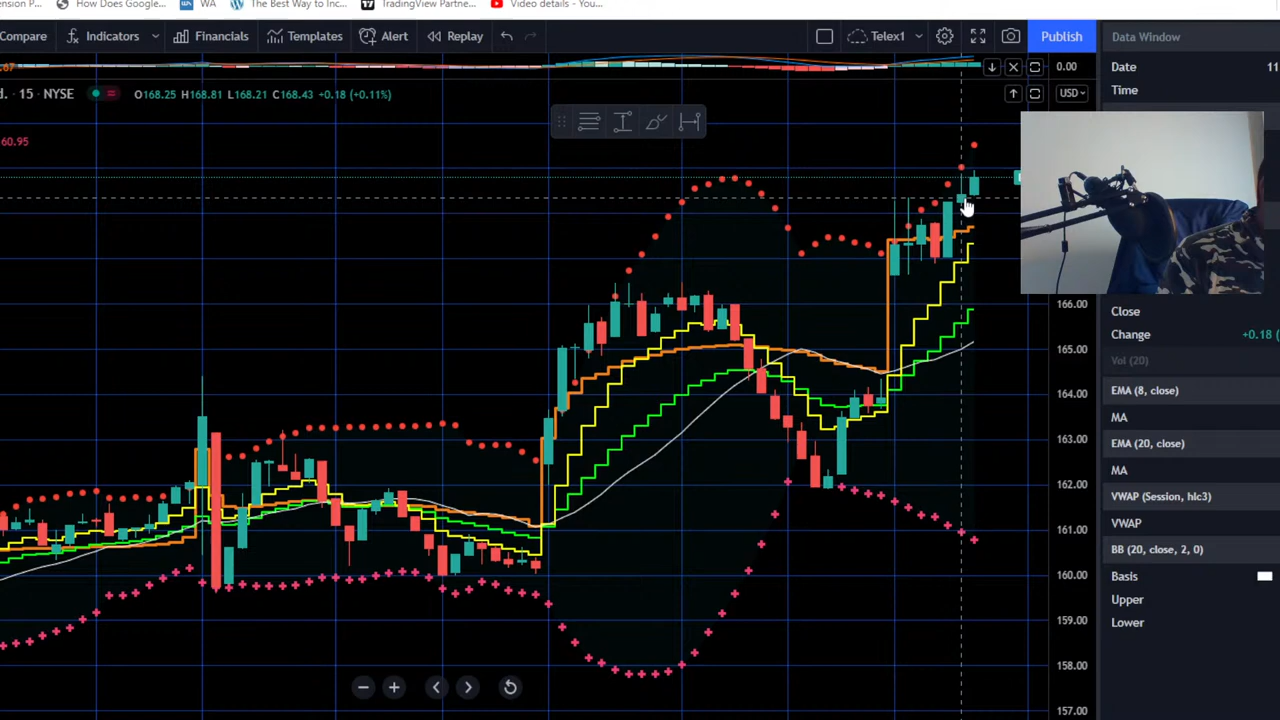 ension P...
How Does Google...
WA
The Best Way to Inc...
TradingView Partne...
Video details - You...
Compare
Indicators
Financials
Templates
Alert
Replay
Telex1
Publish
Data Window
0.00
Date 11
Time
d. · 15 · NYSE O168.25 H168.81 L168.21 C168.43 +0.18 (+0.11%)
USD
60.95
166.00
165.00
164.00
163.00
162.00
161.00
160.00
159.00
158.00
157.00
Close
Change +0.18 (
Vol (20)
EMA (8, close)
MA
EMA (20, close)
MA
VWAP (Session, hlc3)
VWAP
BB (20, close, 2, 0)
Basis
Upper
Lower